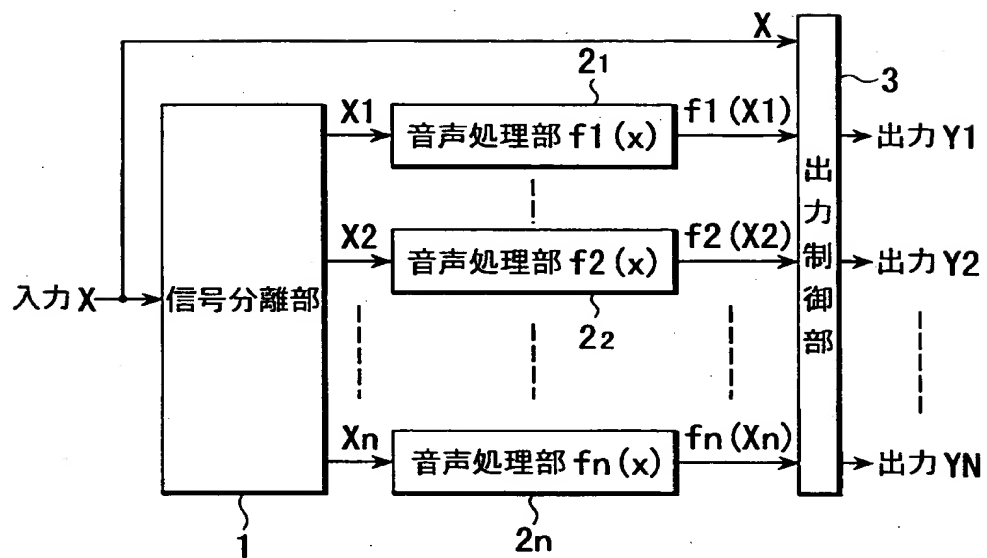 X
2₁
3
X1
音声処理部 f1(x)
f1(X1)
出力 Y1
X2
音声処理部 f2(x)
f2(X2)
出力 Y2
2₂
入力 X
信号分離部
出力制御部
Xn
音声処理部 fn(x)
fn(Xn)
出力 YN
1
2n